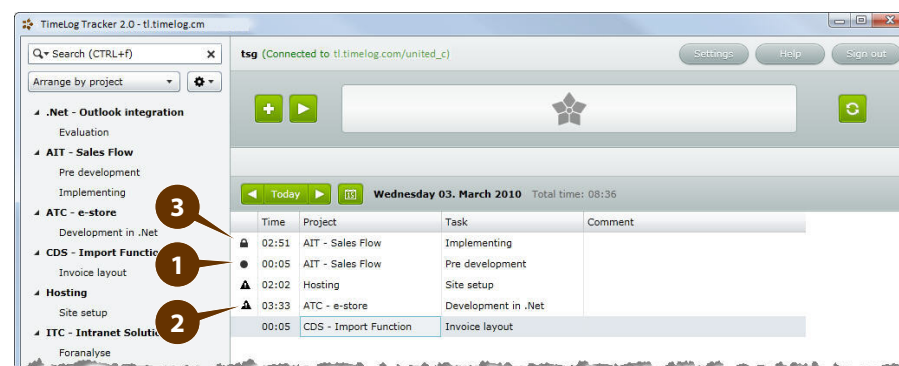 TimeLog Tracker 2.0 - tl.timelog.cm
Search (CTRL+f)
tsg (Connected to tl.timelog.com/united_c)
Settings
Help
Sign out
Arrange by project
.Net - Outlook integration
Evaluation
AIT - Sales Flow
Pre development
Implementing
ATC - e-store
Development in .Net
CDS - Import Functio
Invoice layout
Hosting
Site setup
ITC - Intranet Soluti
Foranalyse
Today
15
Wednesday 03. March 2010 Total time: 08:36
Time Project Task Comment
02:51 AIT - Sales Flow Implementing
00:05 AIT - Sales Flow Pre development
02:02 Hosting Site setup
03:33 ATC - e-store Development in .Net
00:05 CDS - Import Function Invoice layout
3
1
2